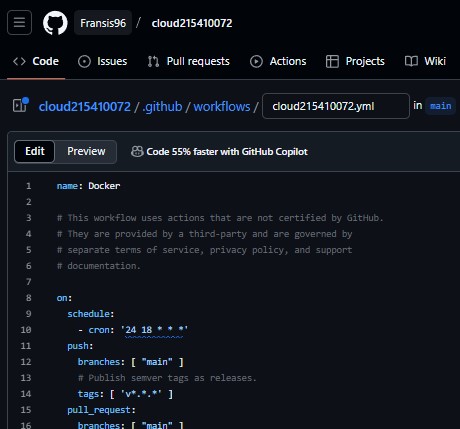 Fransis96 / cloud215410072
Code Issues Pull requests Actions Projects Wiki
cloud215410072 / .github / workflows / cloud215410072.yml in main
Edit Preview Code 55% faster with GitHub Copilot
1 name: Docker
2
3 # This workflow uses actions that are not certified by GitHub.
4 # They are provided by a third-party and are governed by
5 # separate terms of service, privacy policy, and support
6 # documentation.
7
8 on:
9 schedule:
10 - cron: '24 18 * * *'
11 push:
12 branches: [ "main" ]
13 # Publish semver tags as releases.
14 tags: [ 'v*.*.*' ]
15 pull_request:
16 branches: [ "main" ]